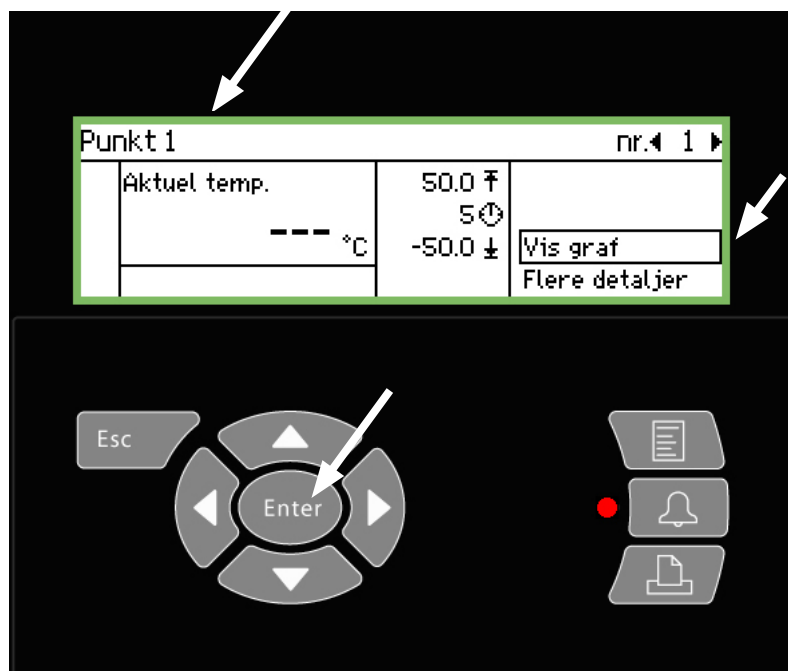 Punkt 1 nr. 1
Aktuel temp.
--- °C
50.0
5
-50.0
Vis graf
Flere detaljer
Esc
Enter